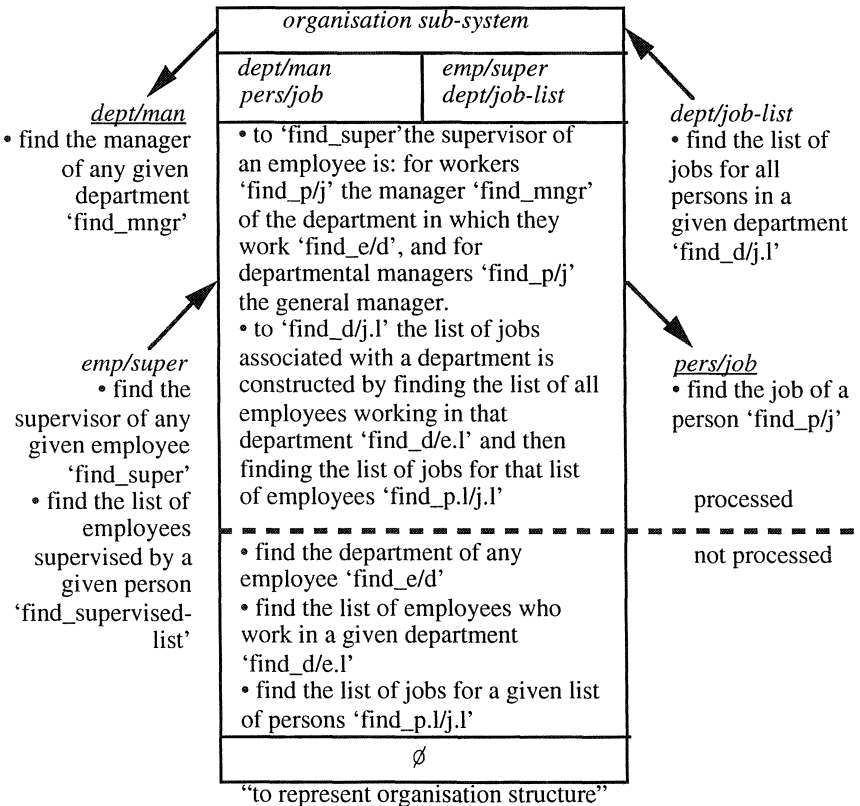 organisation sub-system
dept/man
pers/job
emp/super
dept/job-list
dept/man
• find the manager
of any given
department
‘find_mngr’
emp/super
• find the
supervisor of any
given employee
‘find_super’
• find the list of
employees
supervised by a
given person
‘find_supervised-
list’
• to ‘find_super’the supervisor of
an employee is: for workers
‘find_p/j’ the manager ‘find_mngr’
of the department in which they
work ‘find_e/d’, and for
departmental managers ‘find_p/j’
the general manager.
• to ‘find_d/j.l’ the list of jobs
associated with a department is
constructed by finding the list of all
employees working in that
department ‘find_d/e.l’ and then
finding the list of jobs for that list
of employees ‘find_p.l/j.l’
• find the department of any
employee ‘find_e/d’
• find the list of employees who
work in a given department
‘find_d/e.l’
• find the list of jobs for a given list
of persons ‘find_p.l/j.l’
∅
dept/job-list
• find the list of
jobs for all
persons in a
given department
‘find_d/j.l’
pers/job
• find the job of a
person ‘find_p/j’
processed
not processed
“to represent organisation structure”